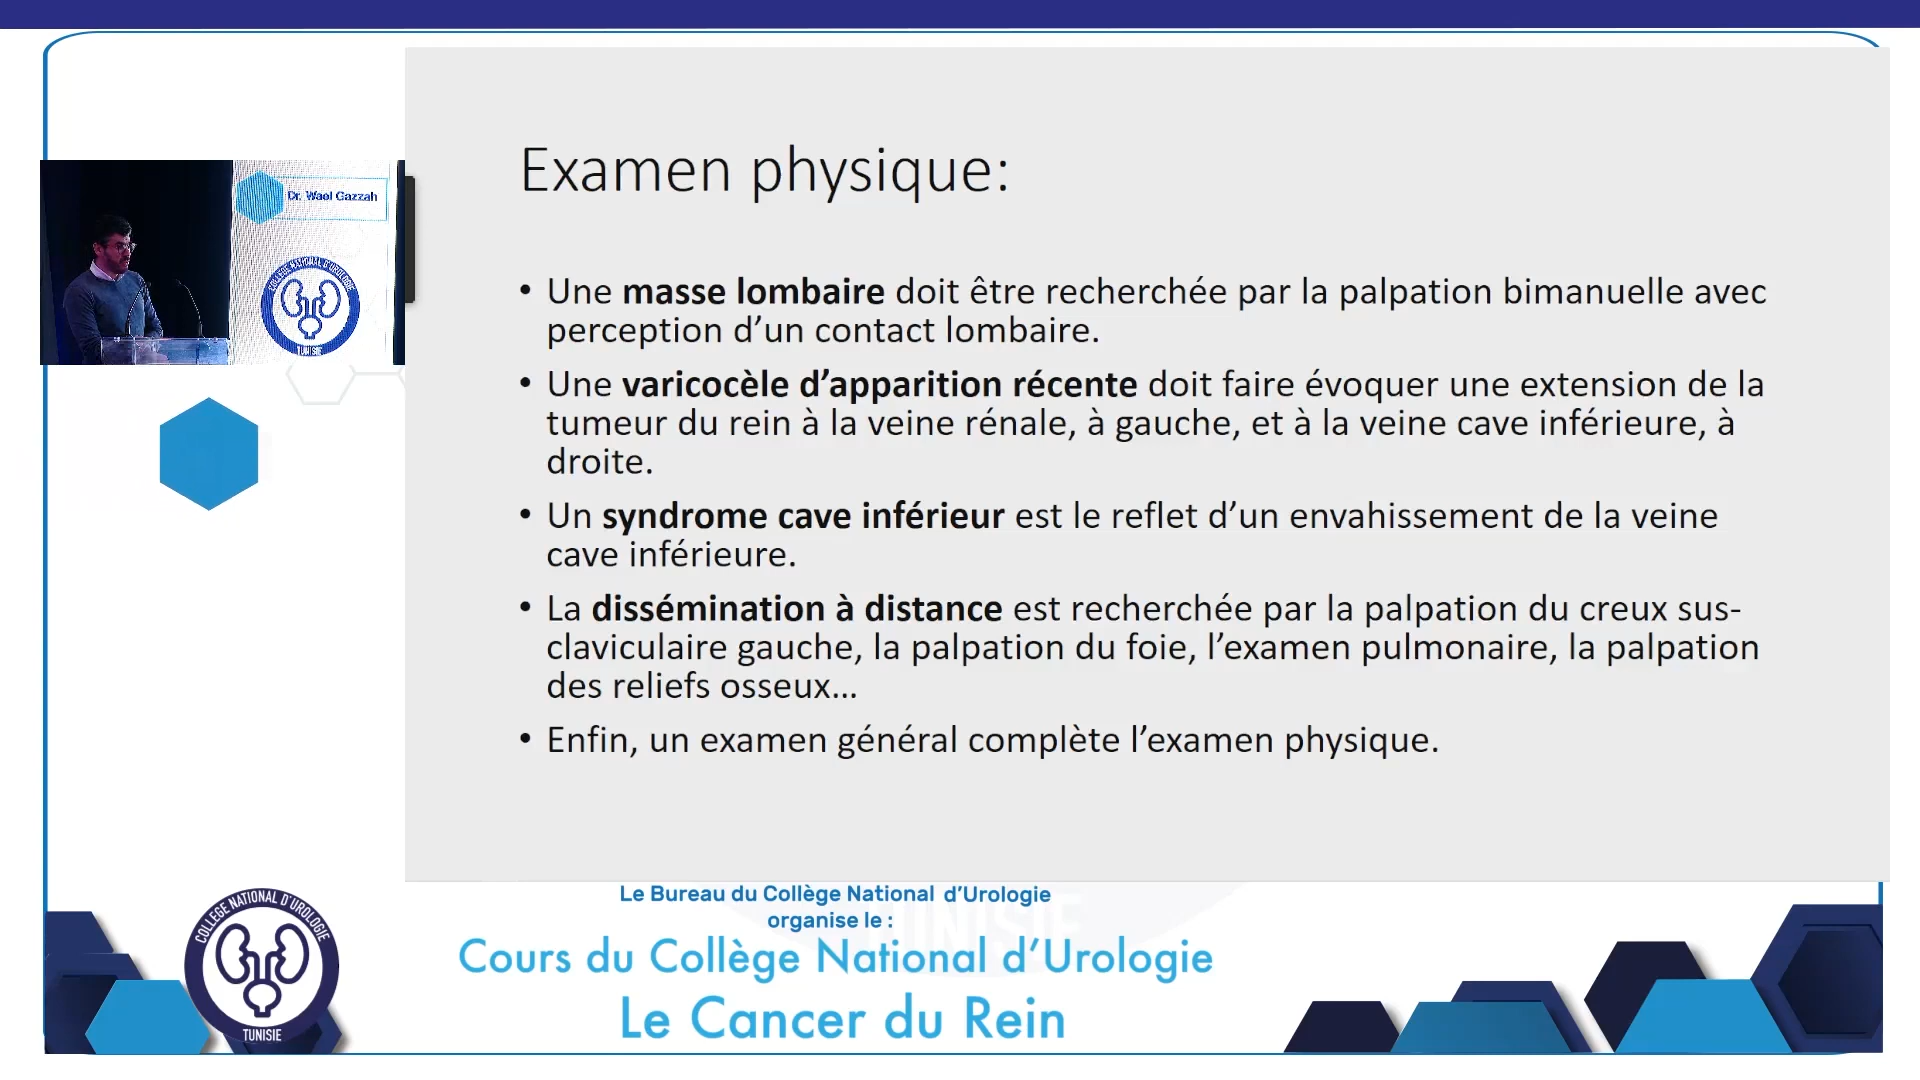 Examen physique:
• Une masse lombaire doit être recherchée par la palpation bimanuelle avec
perception d’un contact lombaire.
• Une varicocèle d’apparition récente doit faire évoquer une extension de la
tumeur du rein à la veine rénale, à gauche, et à la veine cave inférieure, à
droite.
• Un syndrome cave inférieur est le reflet d’un envahissement de la veine
cave inférieure.
• La dissémination à distance est recherchée par la palpation du creux sus-
claviculaire gauche, la palpation du foie, l’examen pulmonaire, la palpation
des reliefs osseux…
• Enfin, un examen général complète l’examen physique.
Dr. Wael Gazzah
COLLÈGE NATIONAL D'UROLOGIE
TUNISIE
Le Bureau du Collège National d’Urologie
organise le :
Cours du Collège National d’Urologie
Le Cancer du Rein
COLLEGE NATIONAL D'UROLOGIE
TUNISIE
TUNISIE